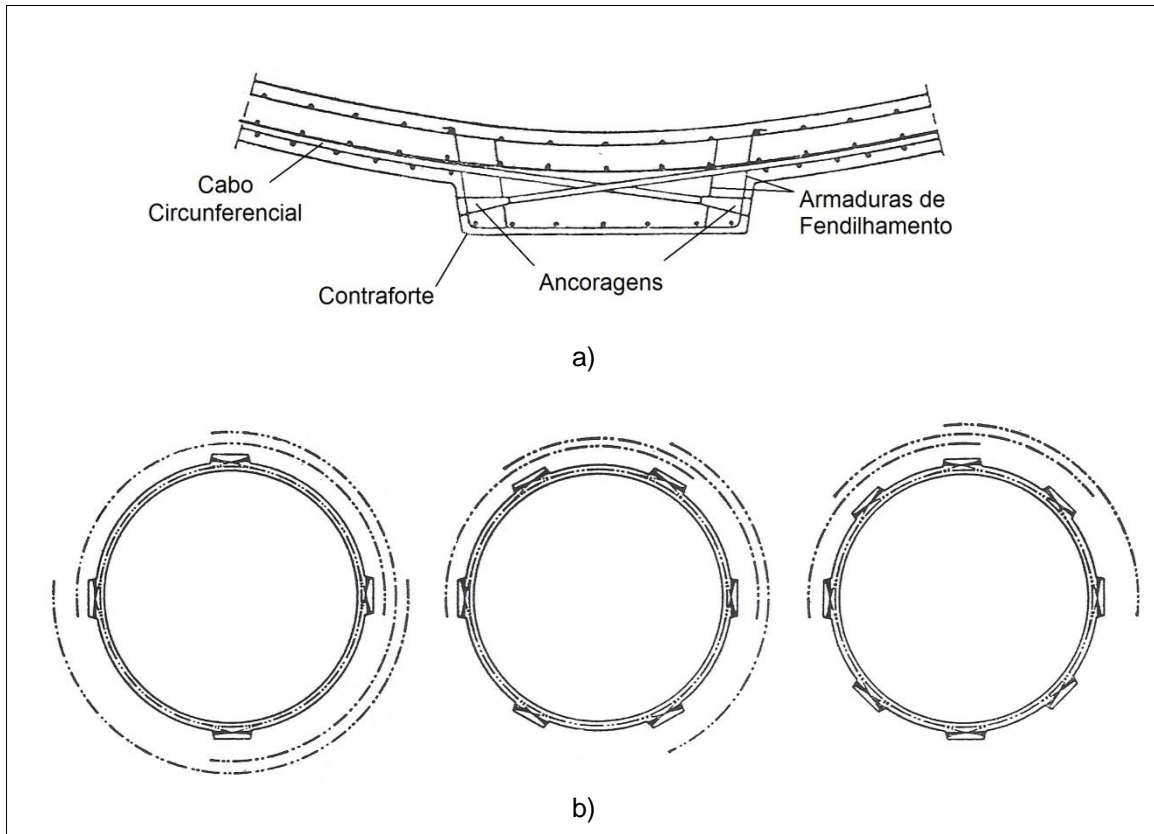 Cabo
Circunferencial
Armaduras de
Fendilhamento
Ancoragens
Contraforte
a)
b)